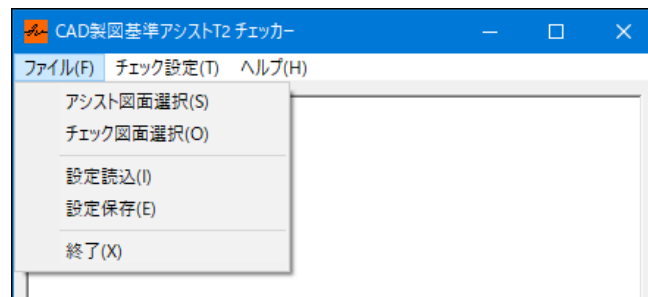 CAD製図基準アシストT2 チェッカー
ファイル(F) チェック設定(T) ヘルプ(H)
アシスト図面選択(S)
チェック図面選択(O)
設定読込(I)
設定保存(E)
終了(X)